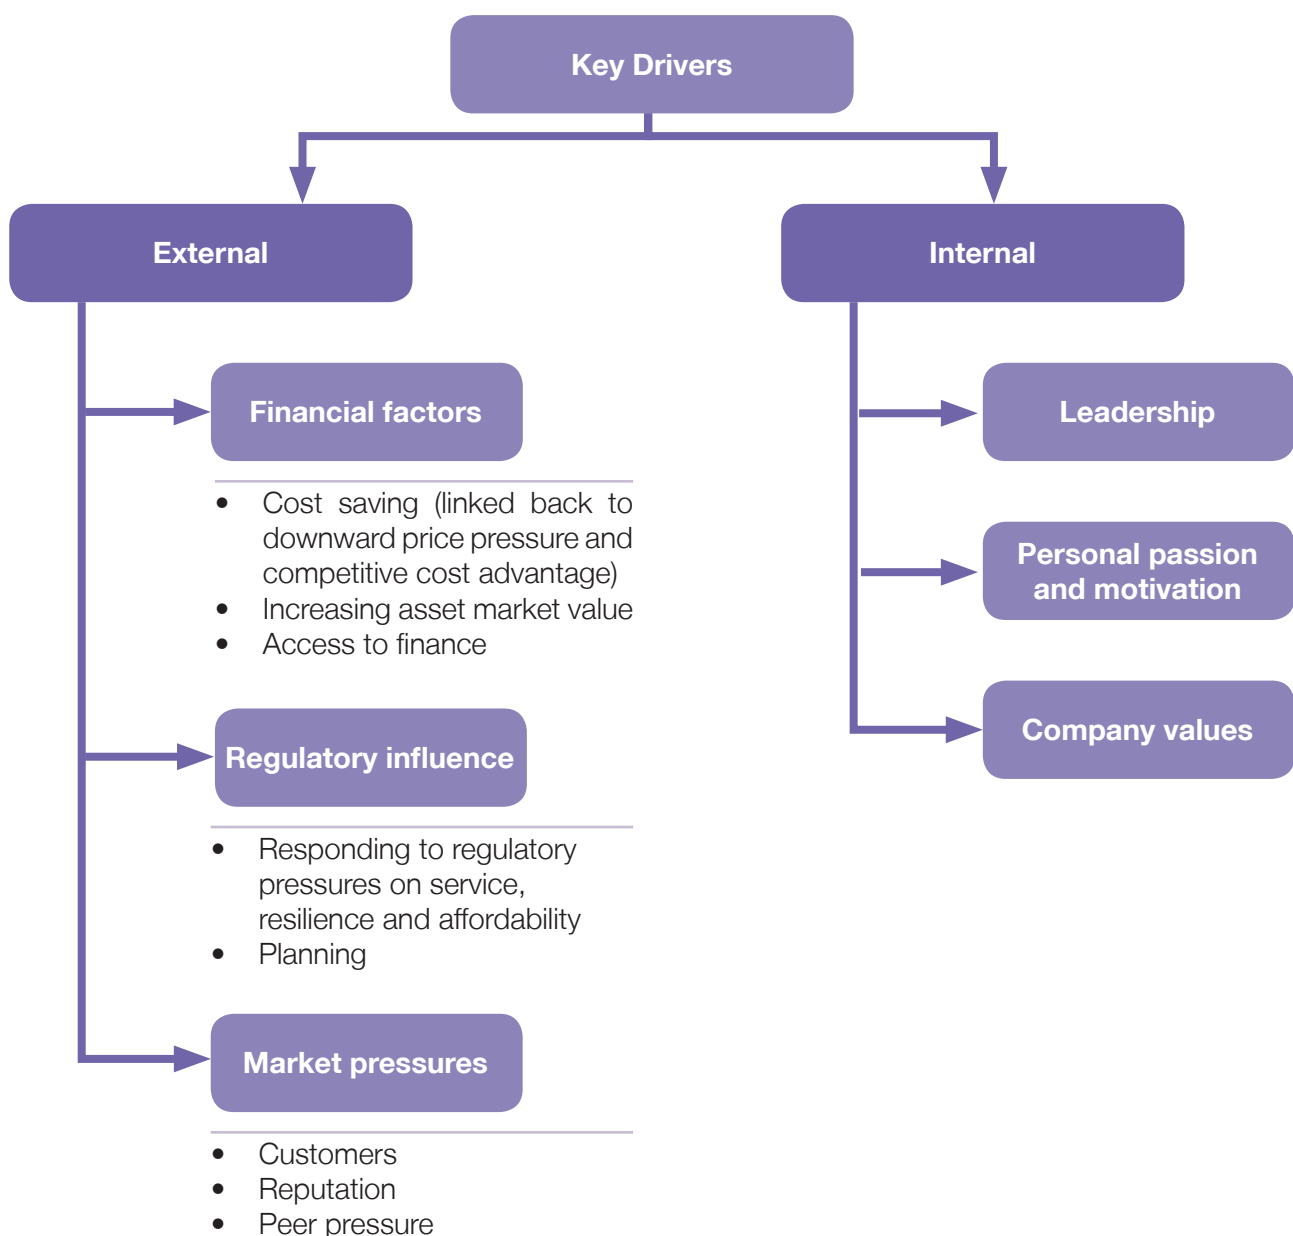 Key Drivers
External
Financial factors
• Cost saving (linked back to
downward price pressure and
competitive cost advantage)
• Increasing asset market value
• Access to finance
Regulatory influence
• Responding to regulatory
pressures on service,
resilience and affordability
• Planning
Market pressures
• Customers
• Reputation
• Peer pressure
Internal
Leadership
Personal passion
and motivation
Company values